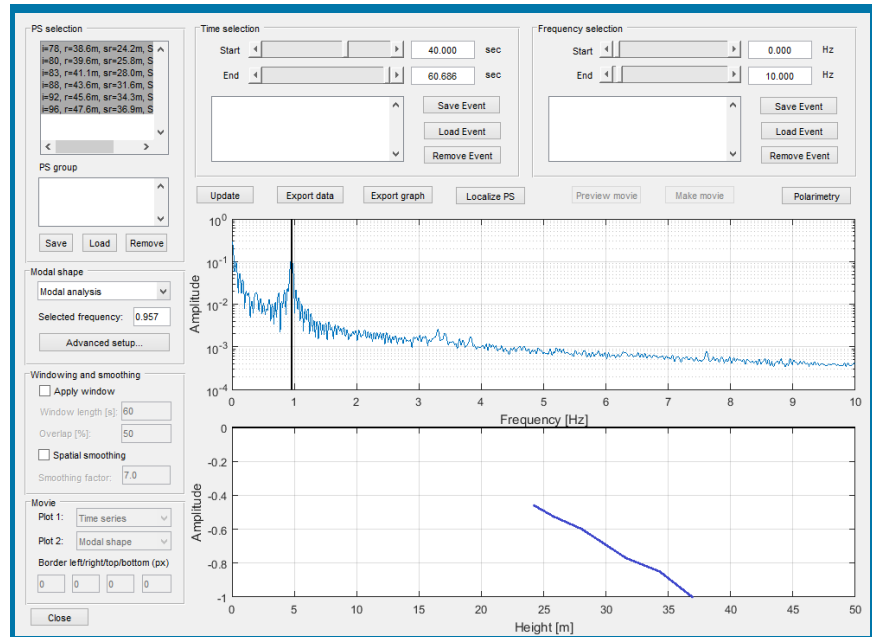 PS selection
i=78, r=38.6m, sr=24.2m, S
i=80, r=39.6m, sr=25.8m, S
i=83, r=41.1m, sr=28.0m, S
i=88, r=43.6m, sr=31.6m, S
i=92, r=45.6m, sr=34.3m, S
i=96, r=47.6m, sr=36.9m, S
PS group
Save Load Remove
Modal shape
Modal analysis
Selected frequency: 0.957
Advanced setup...
Windowing and smoothing
Apply window
Window length [s]: 60
Overlap [%]: 50
Spatial smoothing
Smoothing factor: 7.0
Movie
Plot 1: Time series
Plot 2: Modal shape
Border left/right/top/bottom (px)
0 0 0 0
Close
Time selection
Start 40.000 sec
End 60.686 sec
Save Event
Load Event
Remove Event
Frequency selection
Start 0.000 Hz
End 10.000 Hz
Save Event
Load Event
Remove Event
Update Export data Export graph Localize PS Preview movie Make movie Polarimetry
Amplitude
10^0
10^-1
10^-2
10^-3
10^-4
0 1 2 3 4 5 6 7 8 9 10
Frequency [Hz]
Amplitude
0
-0.2
-0.4
-0.6
-0.8
-1
0 5 10 15 20 25 30 35 40 45 50
Height [m]